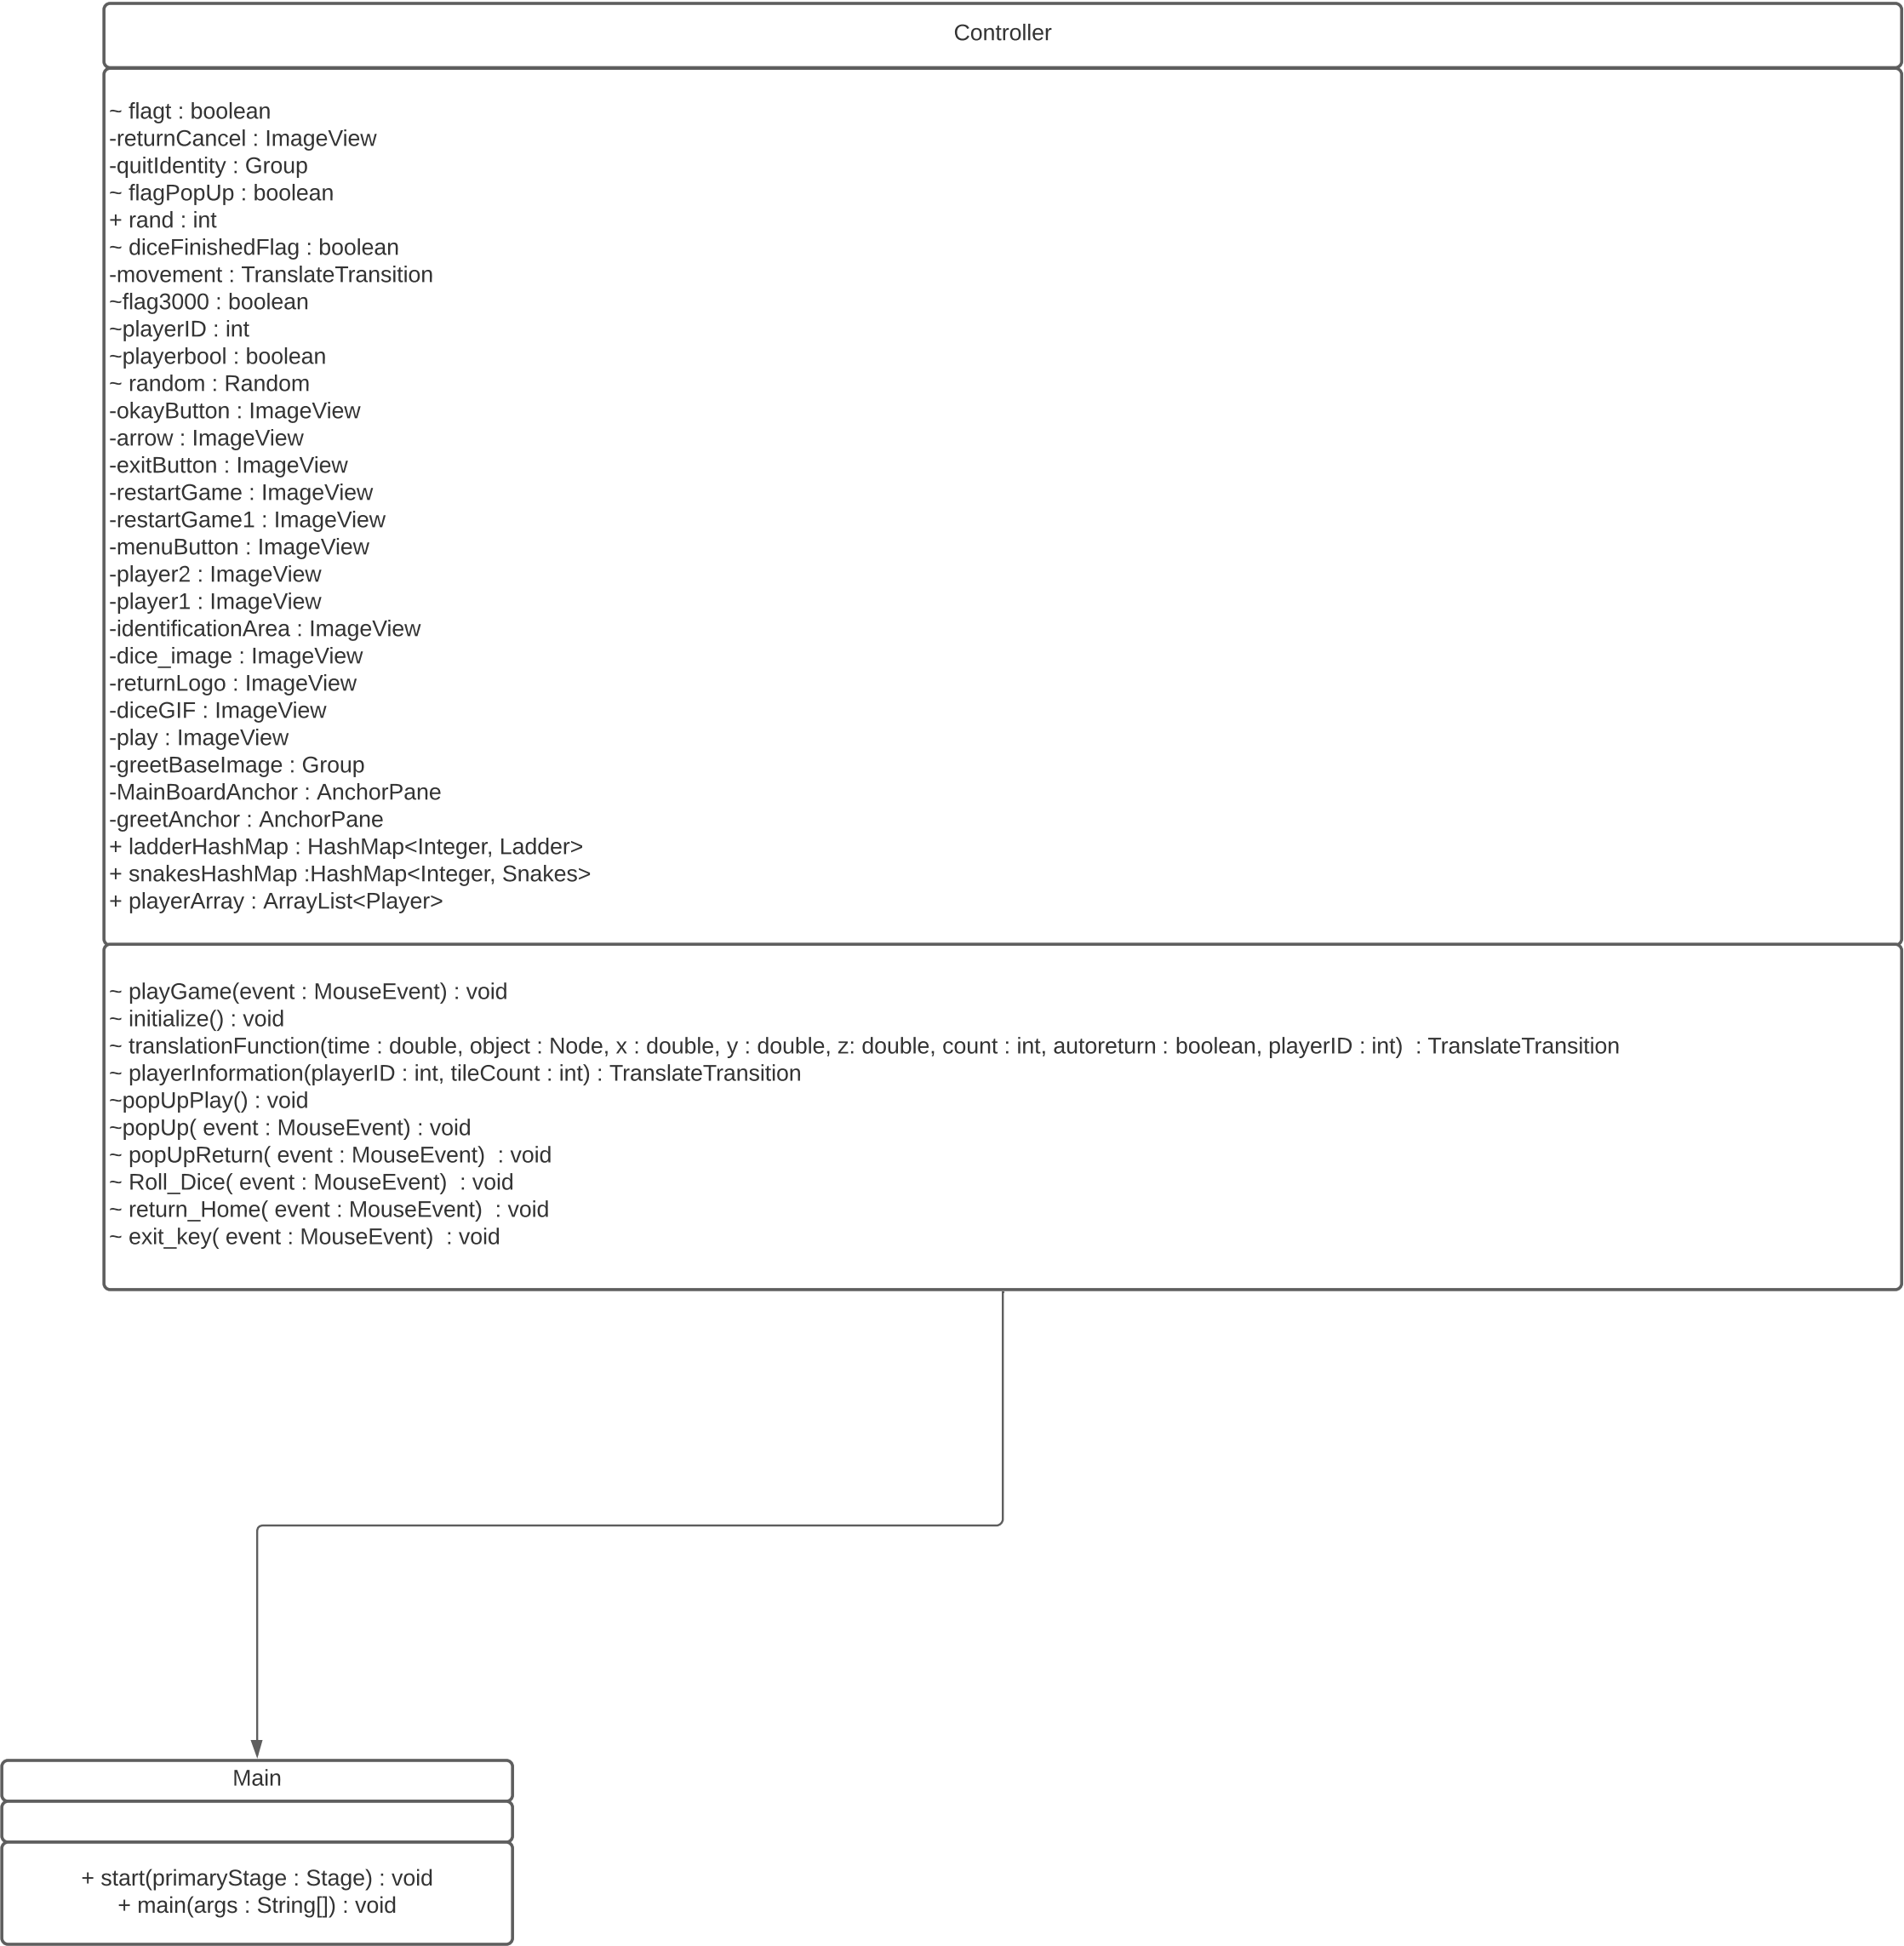 Controller
~ flagt : boolean
-returnCancel : ImageView
-quitIdentity : Group
~ flagPopUp : boolean
+ rand : int
~ diceFinishedFlag : boolean
-movement : TranslateTransition
~flag3000 : boolean
~playerID : int
~playerbool : boolean
~ random : Random
-okayButton : ImageView
-arrow : ImageView
-exitButton : ImageView
-restartGame : ImageView
-restartGame1 : ImageView
-menuButton : ImageView
-player2 : ImageView
-player1 : ImageView
-identificationArea : ImageView
-dice_image : ImageView
-returnLogo : ImageView
-diceGIF : ImageView
-play : ImageView
-greetBaseImage : Group
-MainBoardAnchor : AnchorPane
-greetAnchor : AnchorPane
+ ladderHashMap : HashMap<Integer, Ladder>
+ snakesHashMap :HashMap<Integer, Snakes>
+ playerArray : ArrayList<Player>
~ playGame(event : MouseEvent) : void
~ initialize() : void
~ translationFunction(time : double, object : Node, x : double, y : double, z: double, count : int, autoreturn : boolean, playerID : int)  : TranslateTransition
~ playerInformation(playerID : int, tileCount : int) : TranslateTransition
~popUpPlay() : void
~popUp( event : MouseEvent) : void
~ popUpReturn( event : MouseEvent)  : void
~ Roll_Dice( event : MouseEvent)  : void
~ return_Home( event : MouseEvent)  : void
~ exit_key( event : MouseEvent)  : void
Main
+ start(primaryStage : Stage) : void
+ main(args : String[]) : void